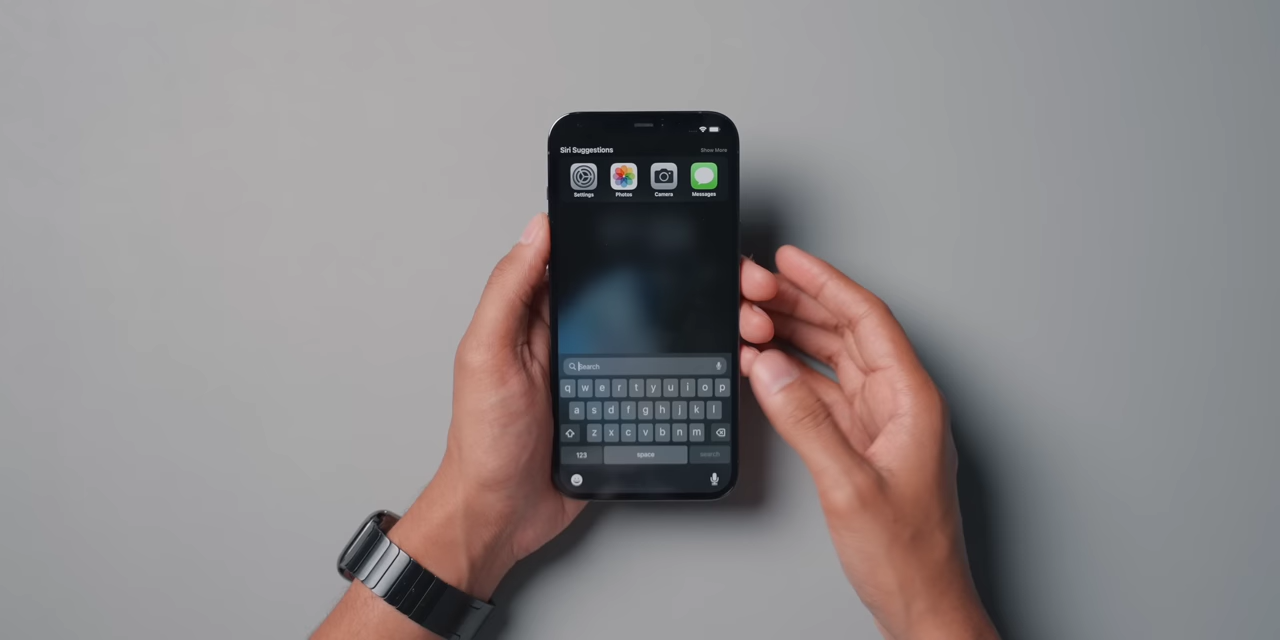 Siri Suggestions Show More
Settings Photos Camera Messages
Search
q w e r t y u i o p
a s d f g h j k l
z x c v b n m
123 space search